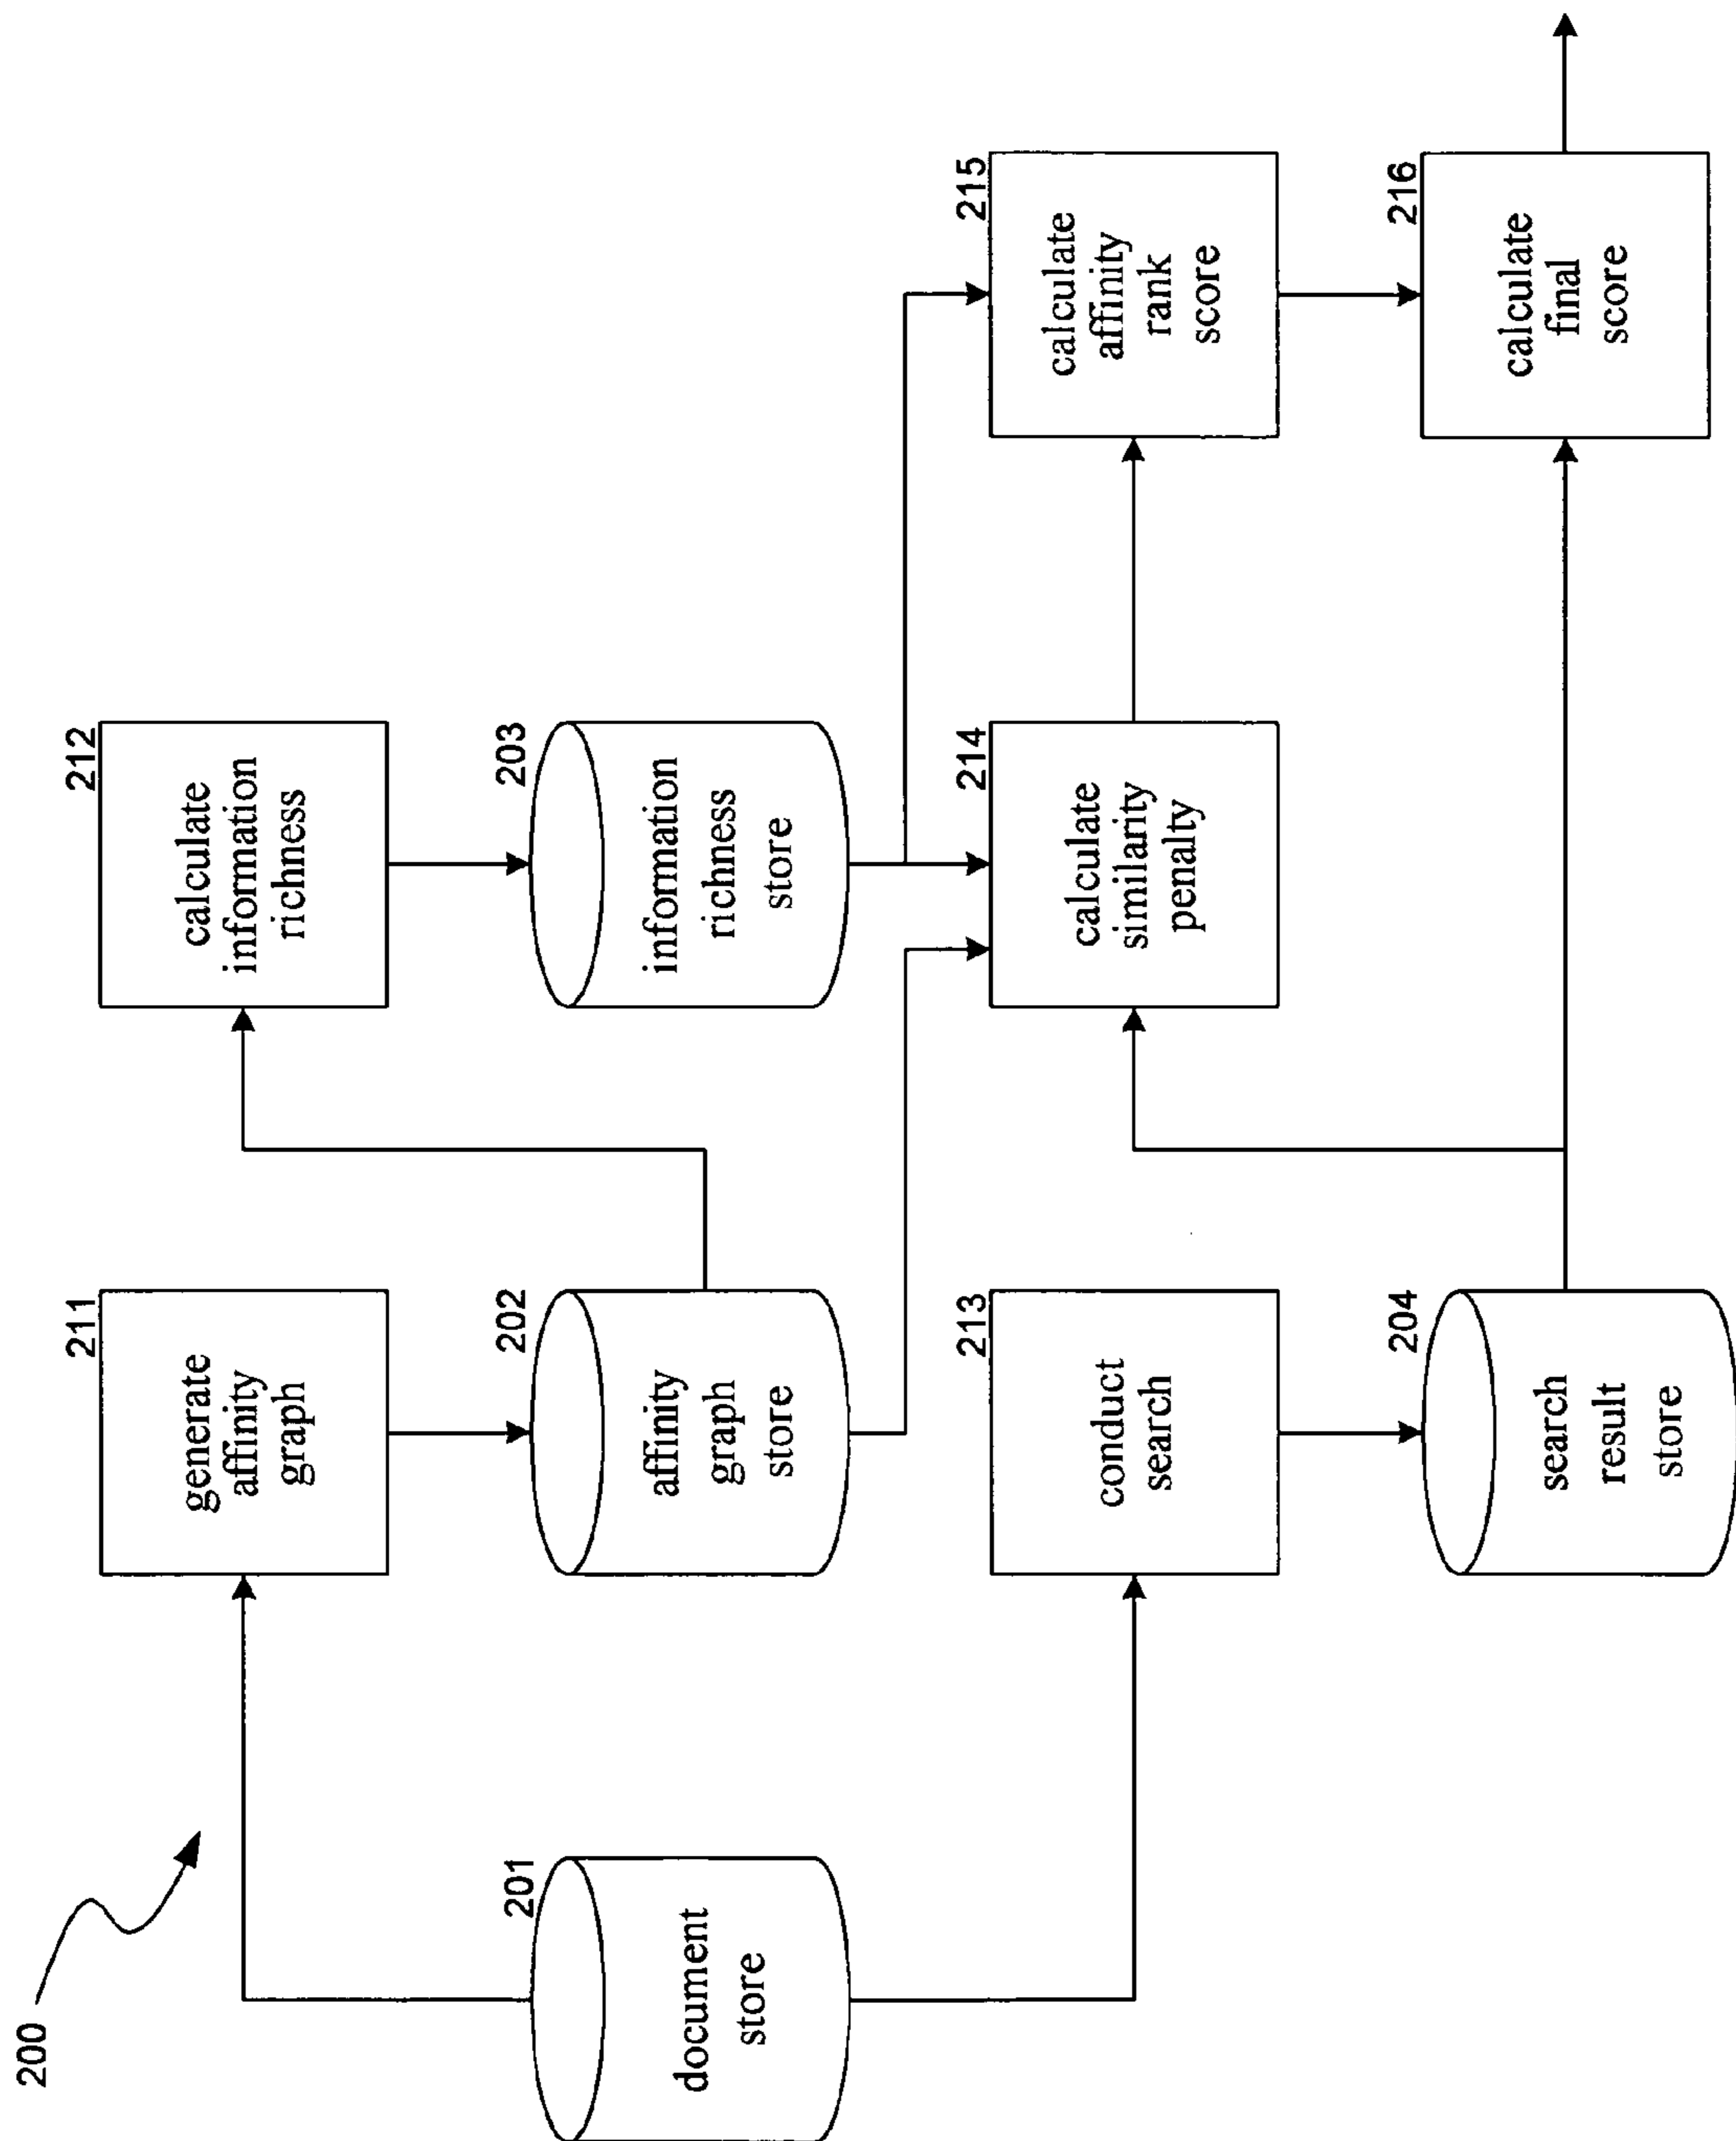 200
201
document
store
211
generate
affinity
graph
202
affinity
graph
store
213
conduct
search
204
search
result
store
212
calculate
information
richness
203
information
richness
store
214
calculate
similarity
penalty
215
calculate
affinity
rank
score
216
calculate
final
score